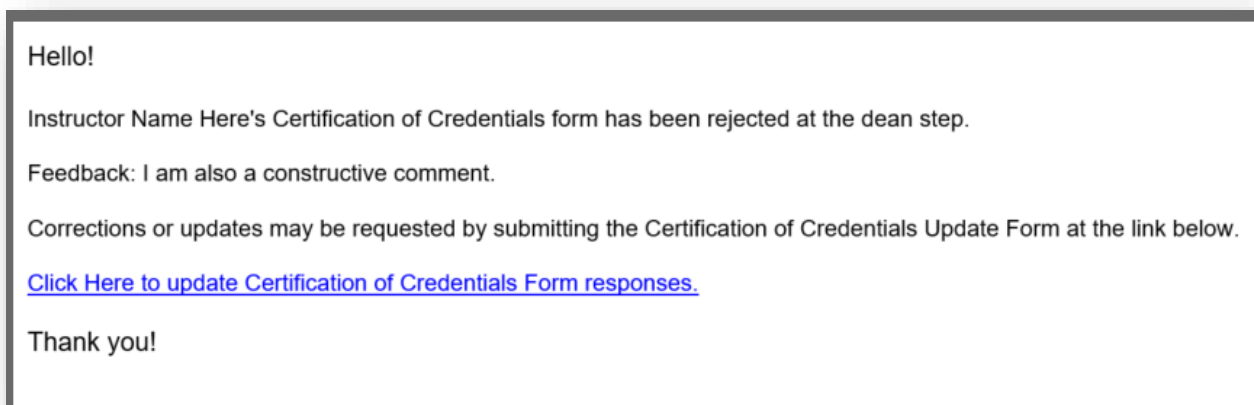 Hello!
Instructor Name Here's Certification of Credentials form has been rejected at the dean step.
Feedback: I am also a constructive comment.
Corrections or updates may be requested by submitting the Certification of Credentials Update Form at the link below.
Click Here to update Certification of Credentials Form responses.
Thank you!